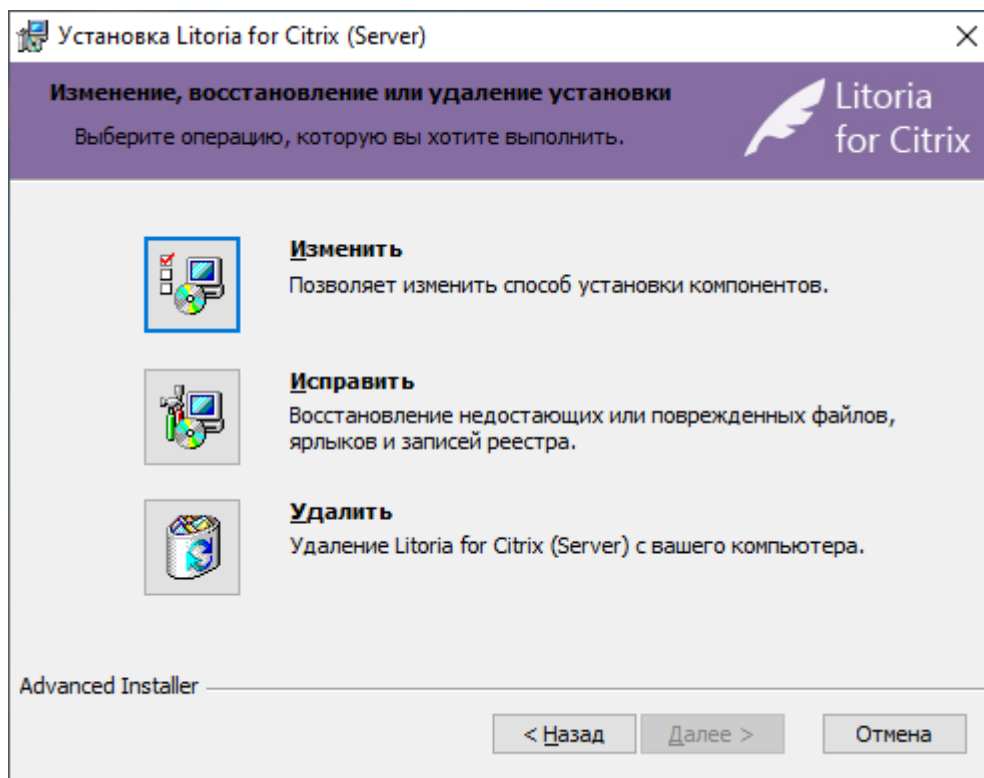 Установка Litoria for Citrix (Server)
Изменение, восстановление или удаление установки
Выберите операцию, которую вы хотите выполнить.
Litoria
for Citrix
Изменить
Позволяет изменить способ установки компонентов.
Исправить
Восстановление недостающих или поврежденных файлов,
ярлыков и записей реестра.
Удалить
Удаление Litoria for Citrix (Server) с вашего компьютера.
Advanced Installer
< Назад
Далее >
Отмена